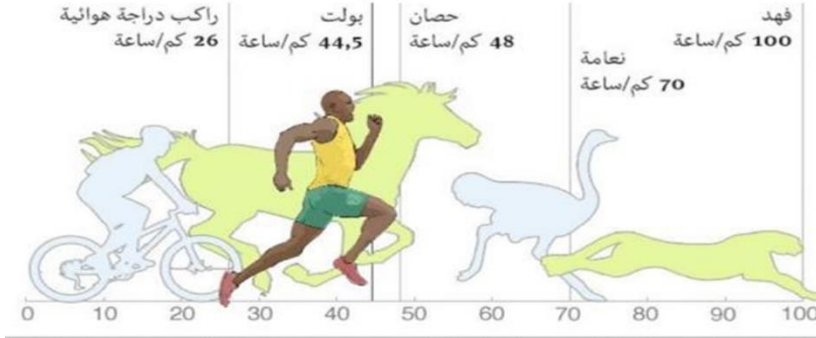 فهد
100 كم/ساعة
نعامة
70 كم/ساعة
حصان
48 كم/ساعة
بولت
44,5 كم/ساعة
راكب دراجة هوائية
26 كم/ساعة
0 10 20 30 40 50 60 70 80 90 100